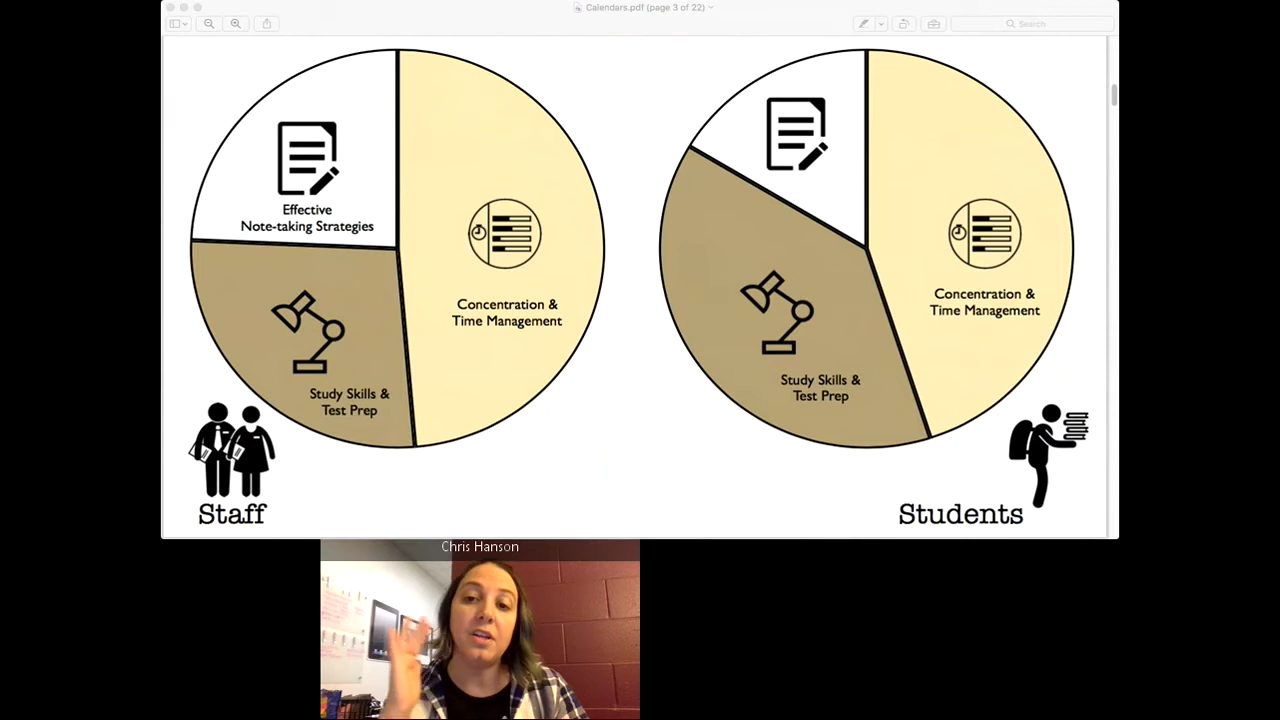 Calendars.pdf (page 3 of 22)
Search
Effective
Note-taking Strategies
Concentration &
Time Management
Study Skills &
Test Prep
Staff
Concentration &
Time Management
Study Skills &
Test Prep
Students
Chris Hanson